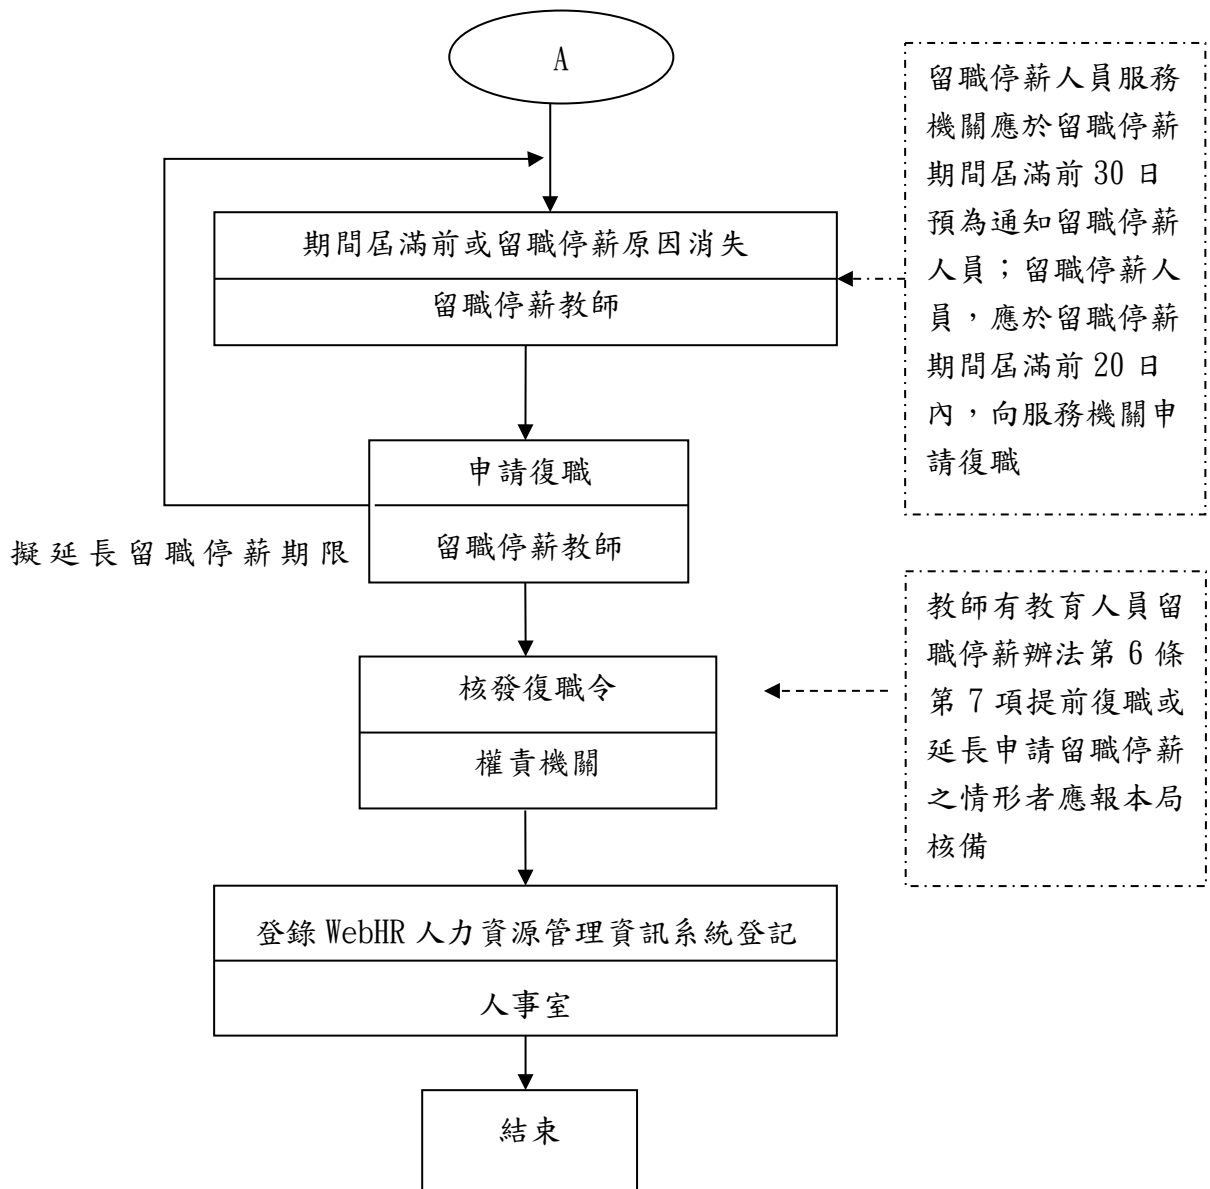 A
留職停薪人員服務
機關應於留職停薪
期間屆滿前 30 日
預為通知留職停薪
人員；留職停薪人
員，應於留職停薪
期間屆滿前 20 日
內，向服務機關申
請復職
期間屆滿前或留職停薪原因消失
留職停薪教師
申請復職
留職停薪教師
擬延長留職停薪期限
教師有教育人員留
職停薪辦法第 6 條
第 7 項提前復職或
延長申請留職停薪
之情形者應報本局
核備
核發復職令
權責機關
登錄 WebHR 人力資源管理資訊系統登記
人事室
結束